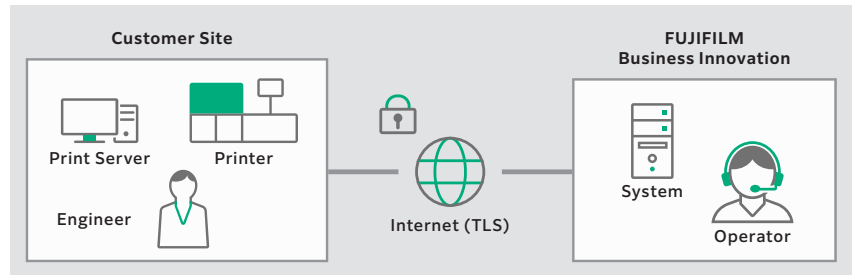 Customer Site
FUJIFILM
Business Innovation
Print Server
Printer
Engineer
Internet (TLS)
System
Operator